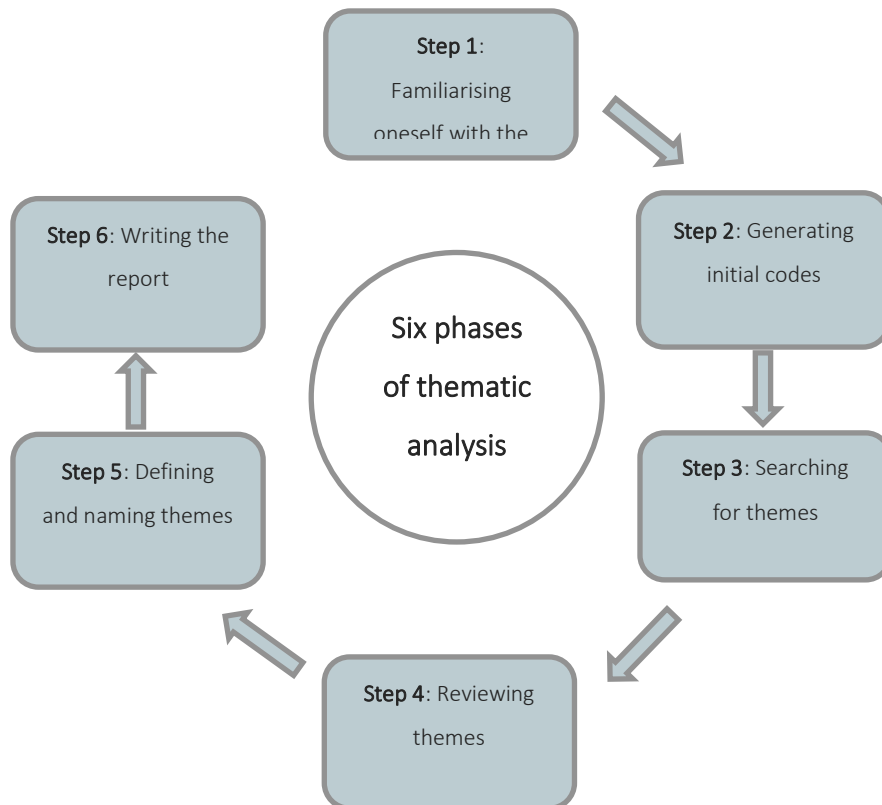 Step 1:
Familiarising
oneself with the
Step 2: Generating
initial codes
Step 3: Searching
for themes
Step 4: Reviewing
themes
Step 5: Defining
and naming themes
Step 6: Writing the
report
Six phases
of thematic
analysis